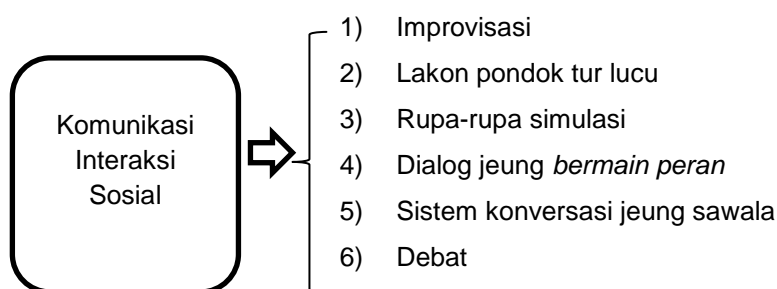 Komunikasi
Interaksi
Sosial
1) Improvisasi
2) Lakon pondok tur lucu
3) Rupa-rupa simulasi
4) Dialog jeung bermain peran
5) Sistem konversasi jeung sawala
6) Debat